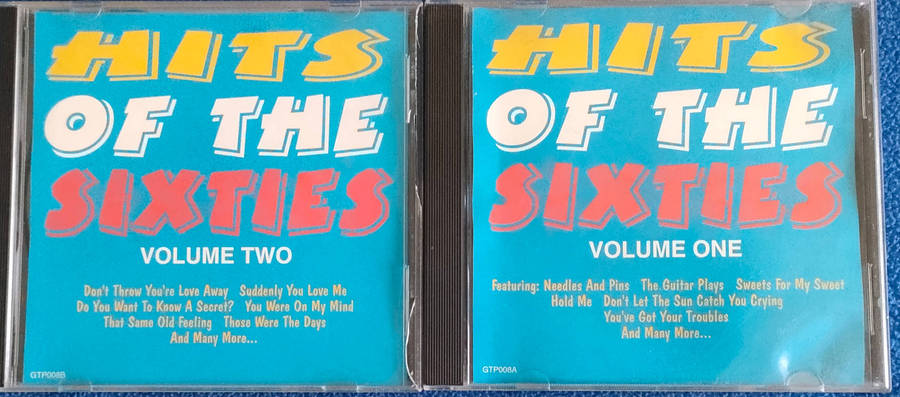 HITS
OF THE
SIXTIES
VOLUME TWO
Don't Throw You're Love Away Suddenly You Love Me
Do You Want To Know A Secret? You Were On My Mind
That Same Old Feeling Those Were The Days
And Many More...
GTP008B
HITS
OF THE
SIXTIES
VOLUME ONE
Featuring: Needles And Pins The Guitar Plays Sweets For My Sweet
Hold Me Don't Let The Sun Catch You Crying
You've Got Your Troubles
And Many More...
GTP008A